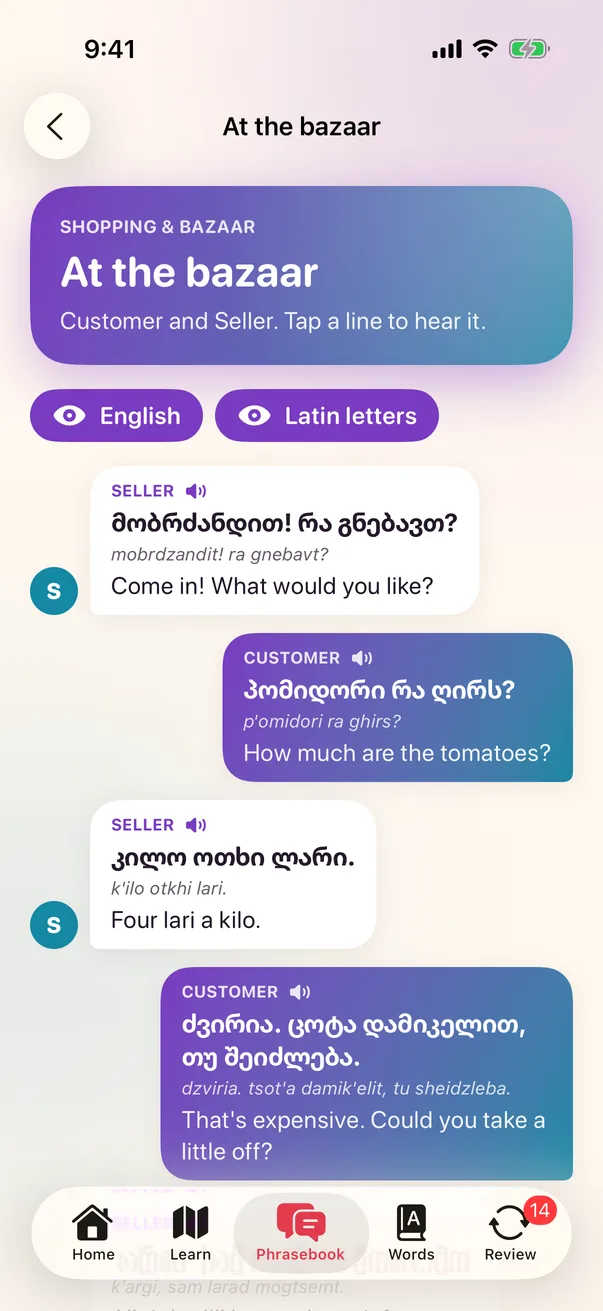 9:41
At the bazaar
SHOPPING & BAZAAR
At the bazaar
Customer and Seller. Tap a line to hear it.
English
Latin letters
SELLER
მობრძანდით! რა გნებავთ?
mobrdzandit! ra gnebavt?
Come in! What would you like?
S
CUSTOMER
პომიდორი რა ღირს?
p'omidori ra ghirs?
How much are the tomatoes?
SELLER
კილო ოთხი ლარი.
k'ilo otkhi lari.
Four lari a kilo.
S
CUSTOMER
ძვირია. ცოტა დამიკელით,
თუ შეიძლება.
dzviria. tsot'a damik'elit, tu sheidzleba.
That's expensive. Could you take a
little off?
SELLER
14
Home
Learn
Phrasebook
Words
Review
k'argi, sam larad mogtsemt.